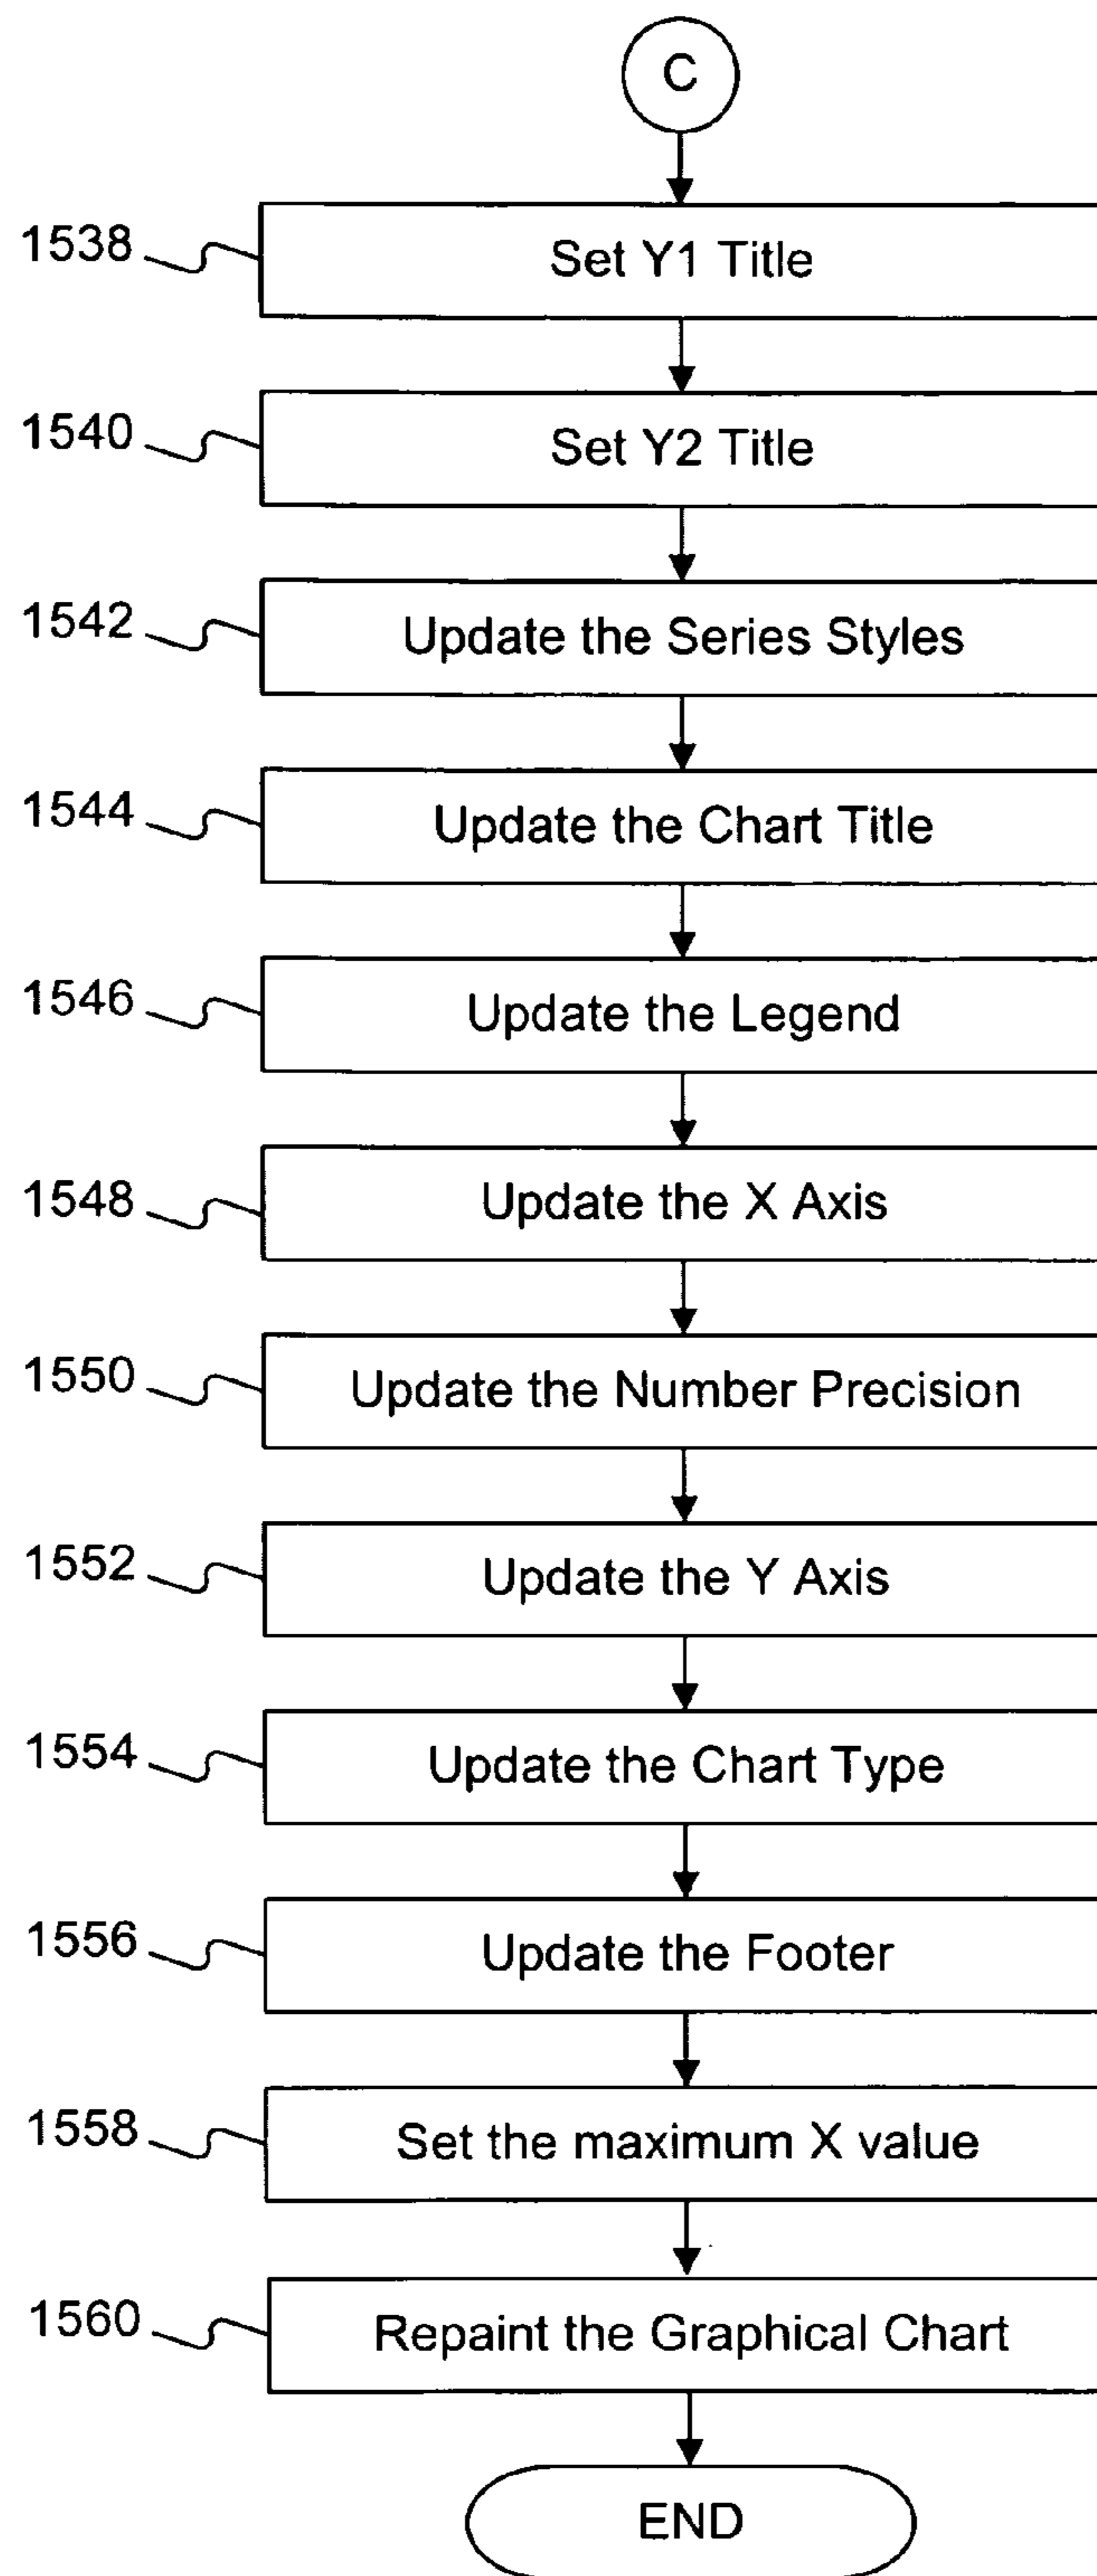 C
1538 Set Y1 Title
1540 Set Y2 Title
1542 Update the Series Styles
1544 Update the Chart Title
1546 Update the Legend
1548 Update the X Axis
1550 Update the Number Precision
1552 Update the Y Axis
1554 Update the Chart Type
1556 Update the Footer
1558 Set the maximum X value
1560 Repaint the Graphical Chart
END